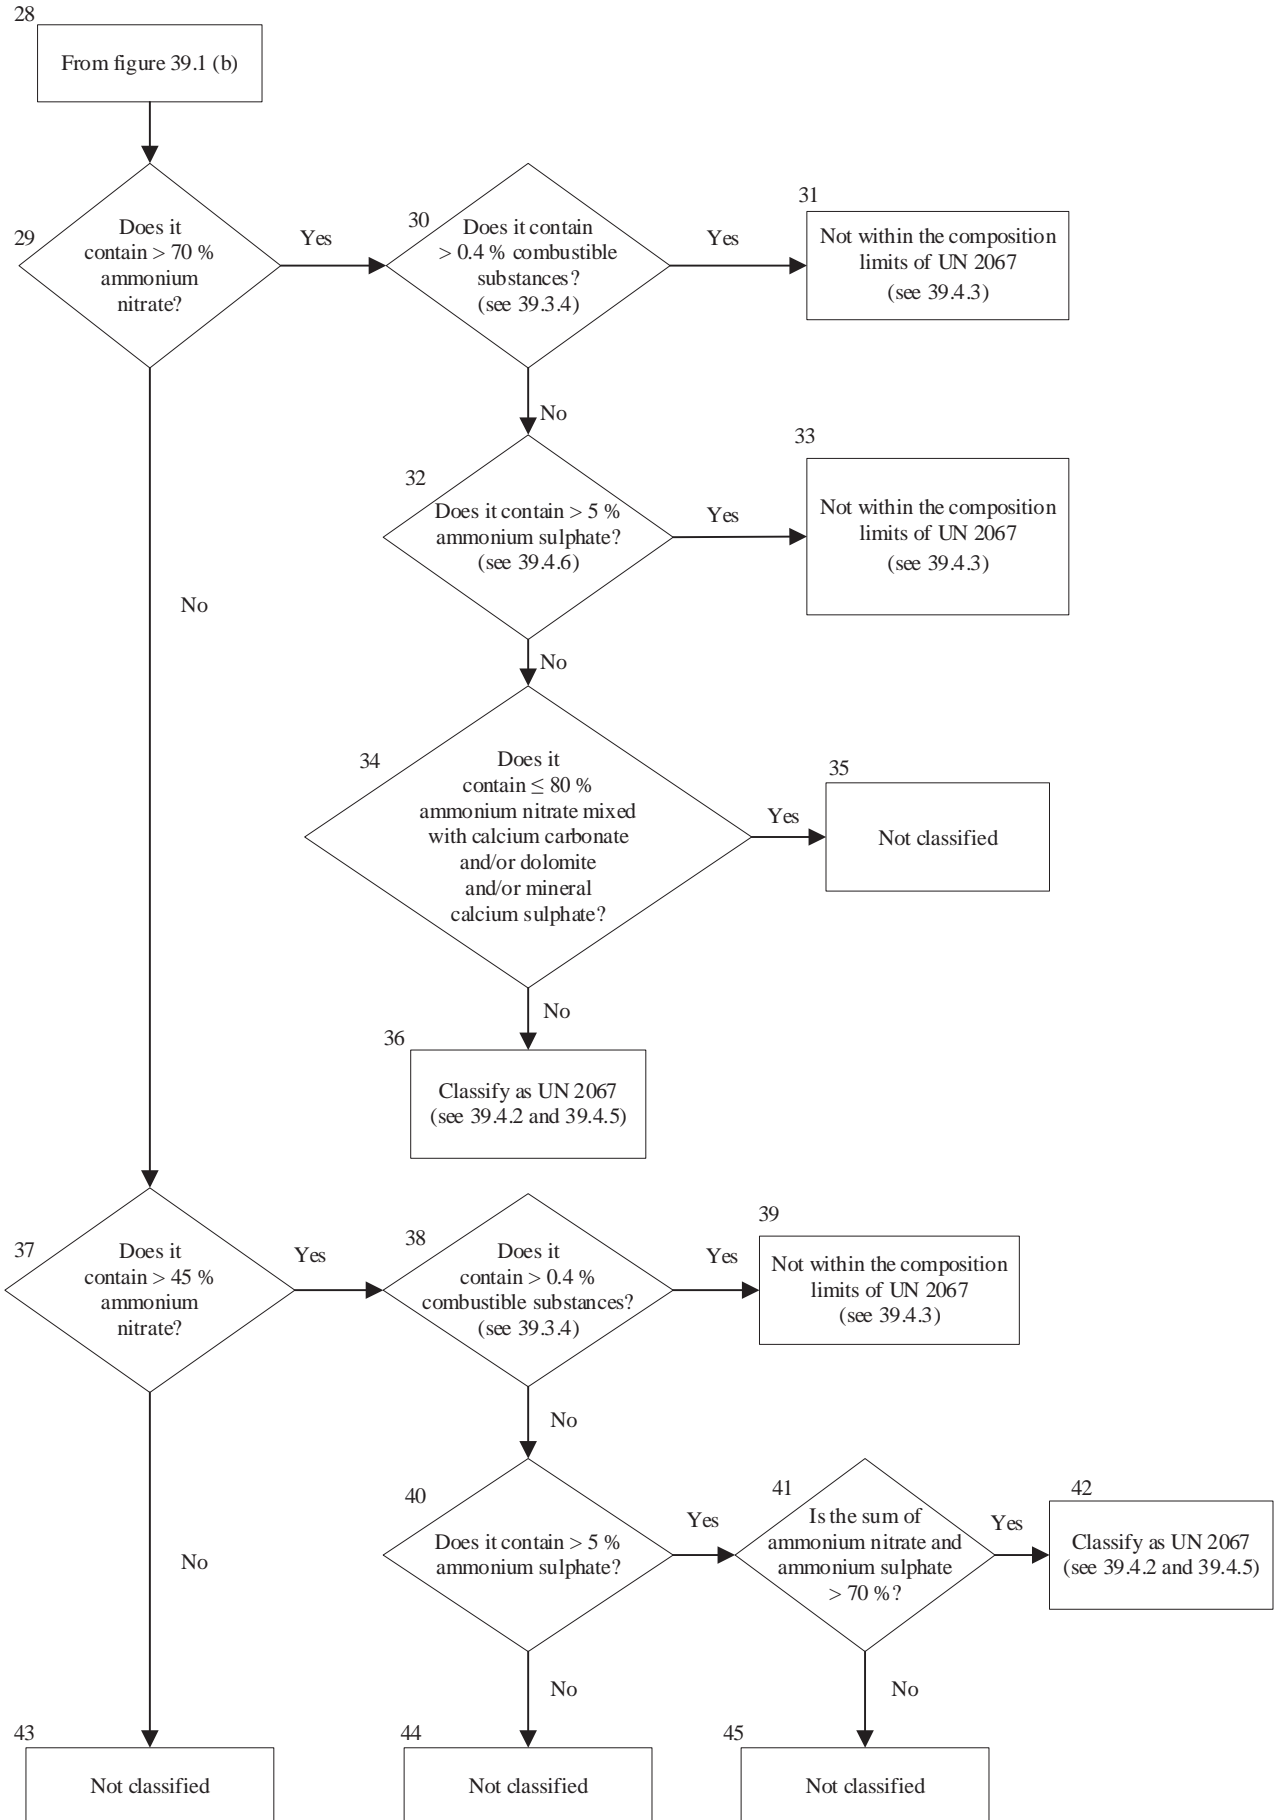 28
From figure 39.1 (b)
29
Does it
contain > 70 %
ammonium
nitrate?
Yes
30
Does it contain
> 0.4 % combustible
substances?
(see 39.3.4)
Yes
31
Not within the composition
limits of UN 2067
(see 39.4.3)
No
32
Does it contain > 5 %
ammonium sulphate?
(see 39.4.6)
Yes
33
Not within the composition
limits of UN 2067
(see 39.4.3)
No
No
34
Does it
contain ≤ 80 %
ammonium nitrate mixed
with calcium carbonate
and/or dolomite
and/or mineral
calcium sulphate?
Yes
35
Not classified
No
36
Classify as UN 2067
(see 39.4.2 and 39.4.5)
37
Does it
contain > 45 %
ammonium
nitrate?
Yes
38
Does it
contain > 0.4 %
combustible substances?
(see 39.3.4)
Yes
39
Not within the composition
limits of UN 2067
(see 39.4.3)
No
40
Does it contain > 5 %
ammonium sulphate?
Yes
41
Is the sum of
ammonium nitrate and
ammonium sulphate
> 70 %?
Yes
42
Classify as UN 2067
(see 39.4.2 and 39.4.5)
No
No
No
43
Not classified
44
Not classified
45
Not classified